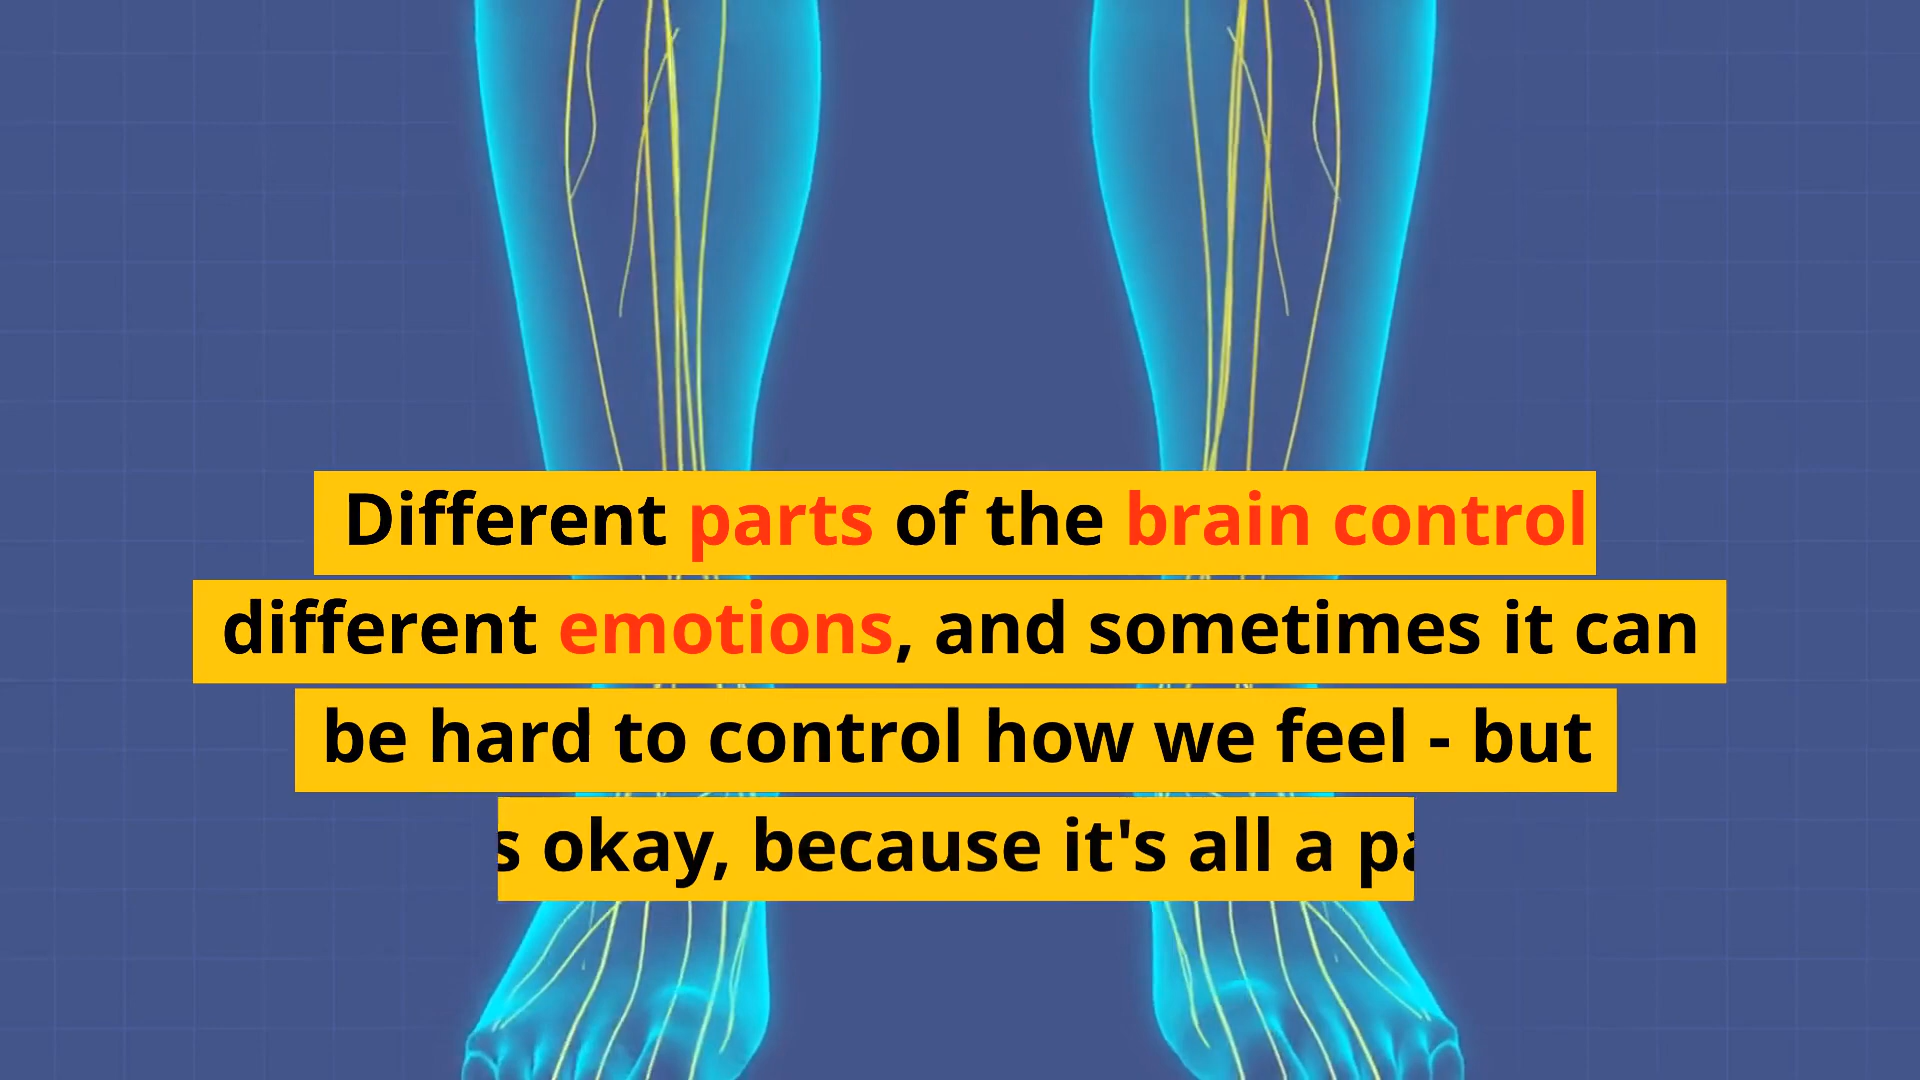 Different parts of the brain control
different emotions, and sometimes it can
be hard to control how we feel - but
okay, because it's all a